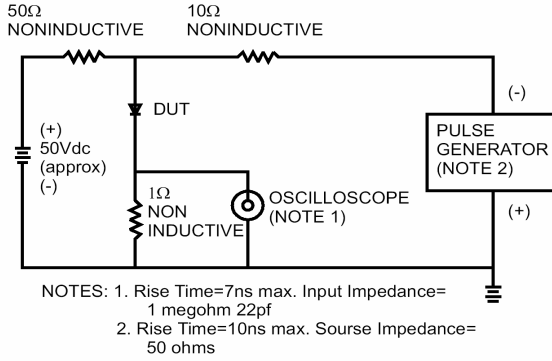 50Ω
NONINDUCTIVE
10Ω
NONINDUCTIVE
(-)
DUT
(+)
50Vdc
(approx)
(-)
PULSE
GENERATOR
(NOTE 2)
1Ω
NON
INDUCTIVE
OSCILLOSCOPE
(NOTE 1)
(+)
NOTES: 1. Rise Time=7ns max. Input Impedance=
1 megohm 22pf
2. Rise Time=10ns max. Sourse Impedance=
50 ohms